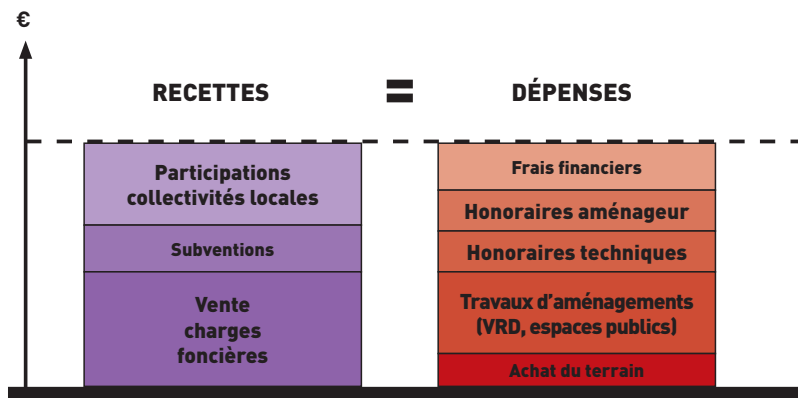 €
RECETTES = DÉPENSES
Participations
collectivités locales
Subventions
Vente
charges
foncières
Frais financiers
Honoraires aménageur
Honoraires techniques
Travaux d'aménagements
(VRD, espaces publics)
Achat du terrain